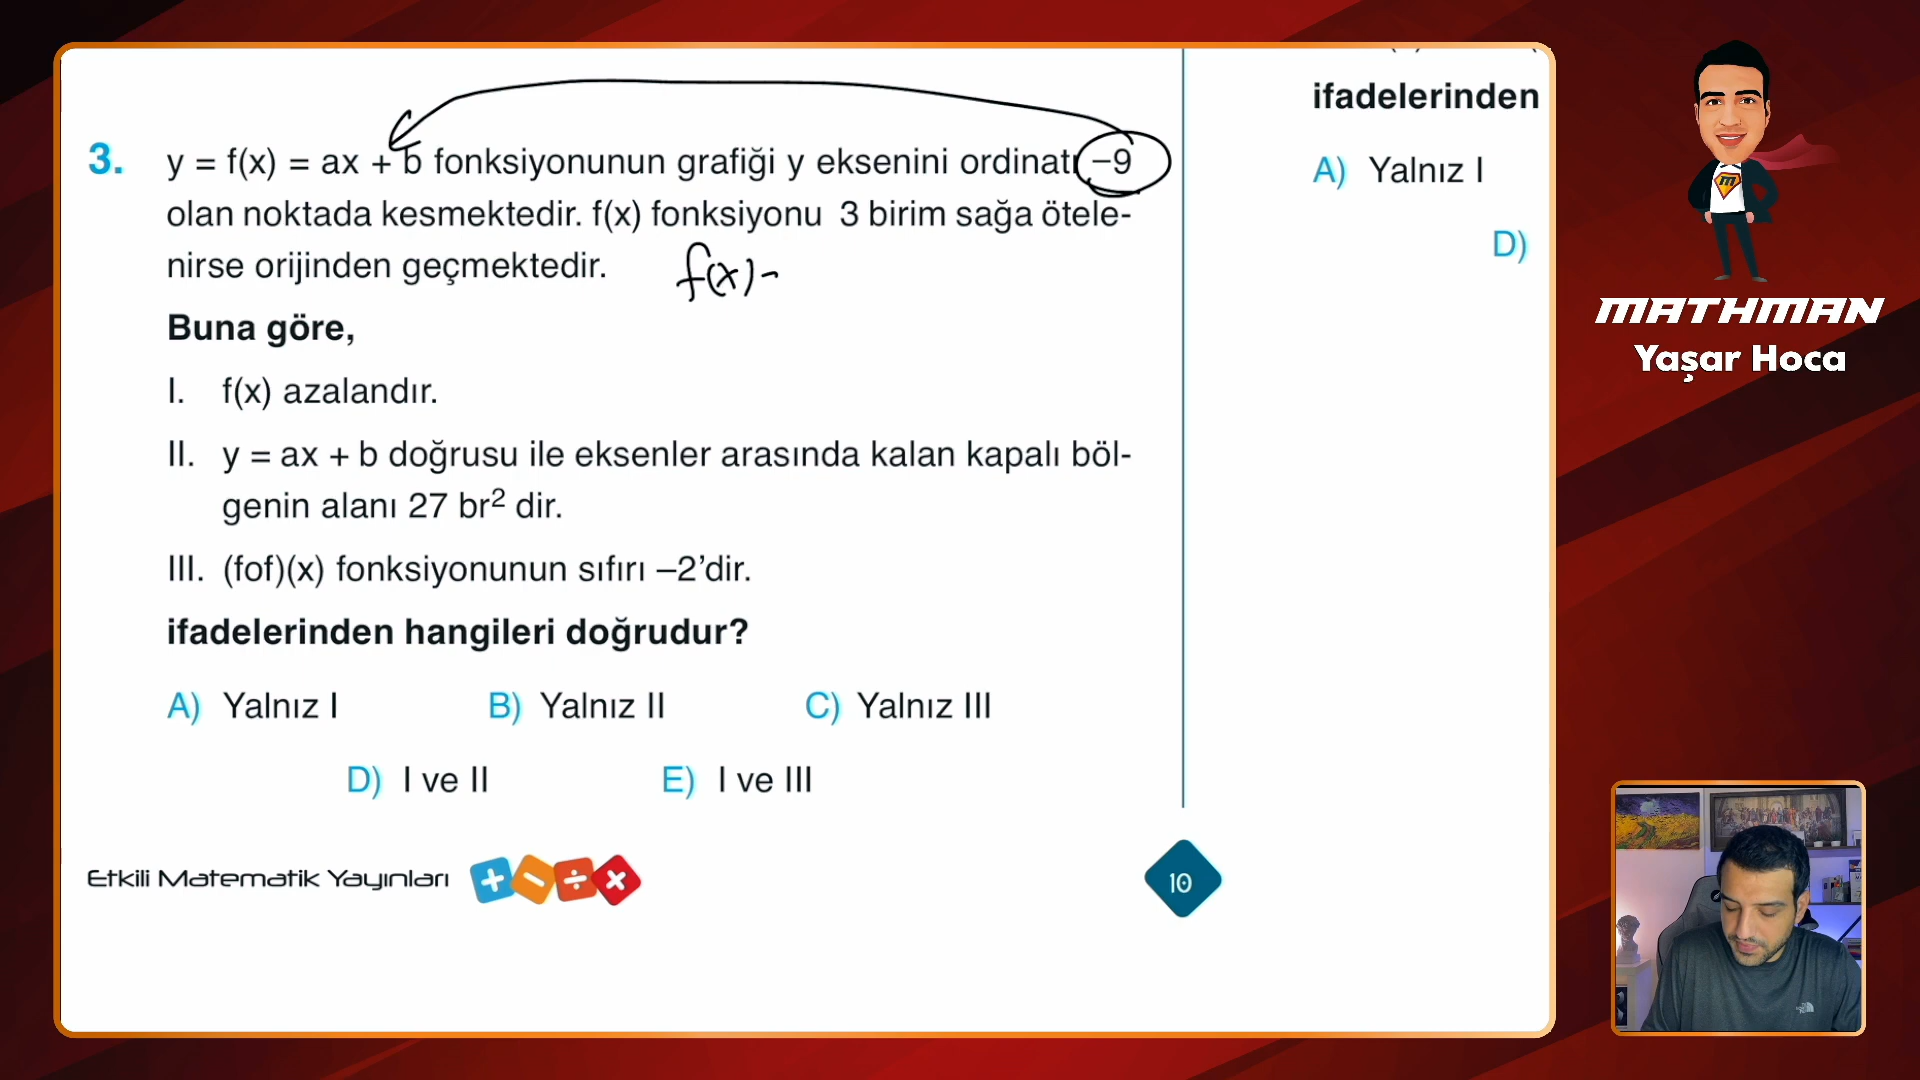 3. y = f(x) = ax + b fonksiyonunun grafiği y eksenini ordinatı −9
olan noktada kesmektedir. f(x) fonksiyonu 3 birim sağa ötele-
nirse orijinden geçmektedir.
f(x)-
Buna göre,
I. f(x) azalandır.
II. y = ax + b doğrusu ile eksenler arasında kalan kapalı böl-
genin alanı 27 br² dir.
III. (fof)(x) fonksiyonunun sıfırı −2’dir.
ifadelerinden hangileri doğrudur?
A) Yalnız I B) Yalnız II C) Yalnız III
D) I ve II E) I ve III
Etkili Matematik Yayınları
10
ifadelerinden
A) Yalnız I
D)
MATHMAN
Yaşar Hoca